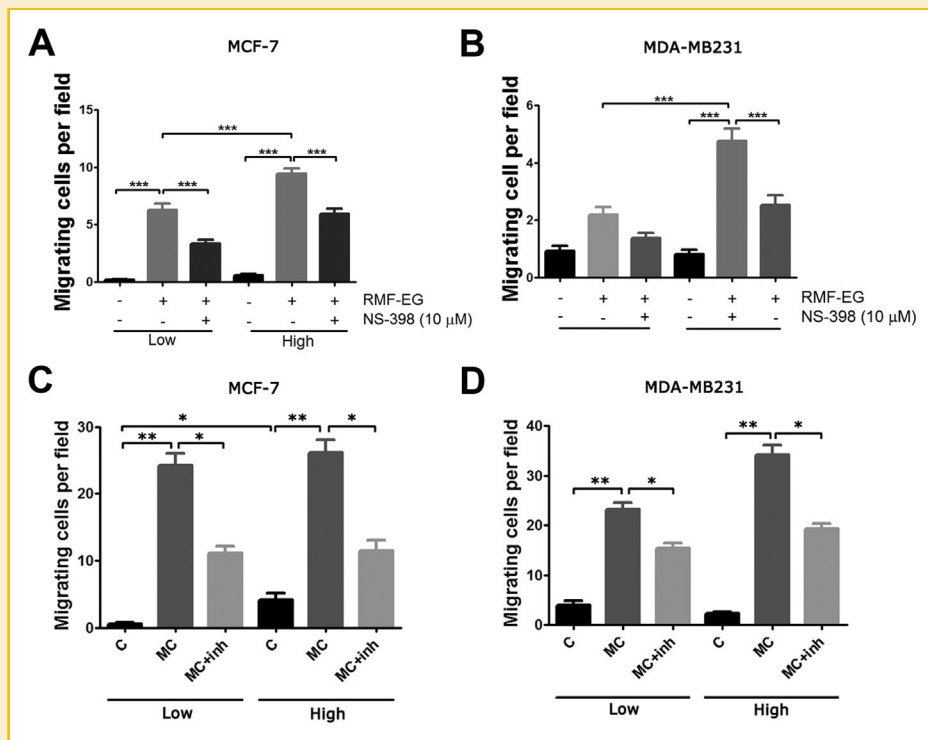 A
MCF-7
Migrating cells per field
15
10
5
0
***
***
***
***
***
- + + - + + RMF-EG
- - + - - + NS-398 (10 μM)
Low High
B
MDA-MB231
Migrating cell per field
6
4
2
0
***
***
***
- + + - + + RMF-EG
- - + - + - NS-398 (10 μM)
C
MCF-7
Migrating cells per field
30
20
10
0
*
**
*
**
*
C MC MC+inh C MC MC+inh
Low High
D
MDA-MB231
Migrating cells per field
40
30
20
10
0
**
*
**
*
C MC MC+inh C MC MC+inh
Low High